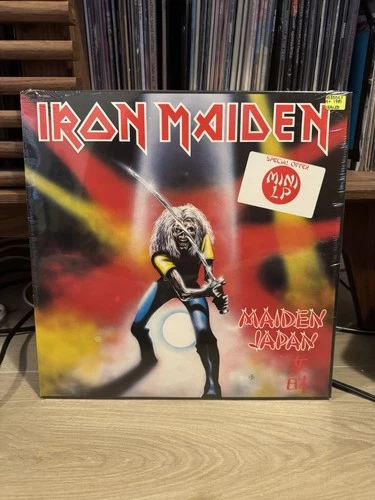 IRON MAIDEN
SPECIAL OFFER
MINI
LP
MAIDEN
JAPAN